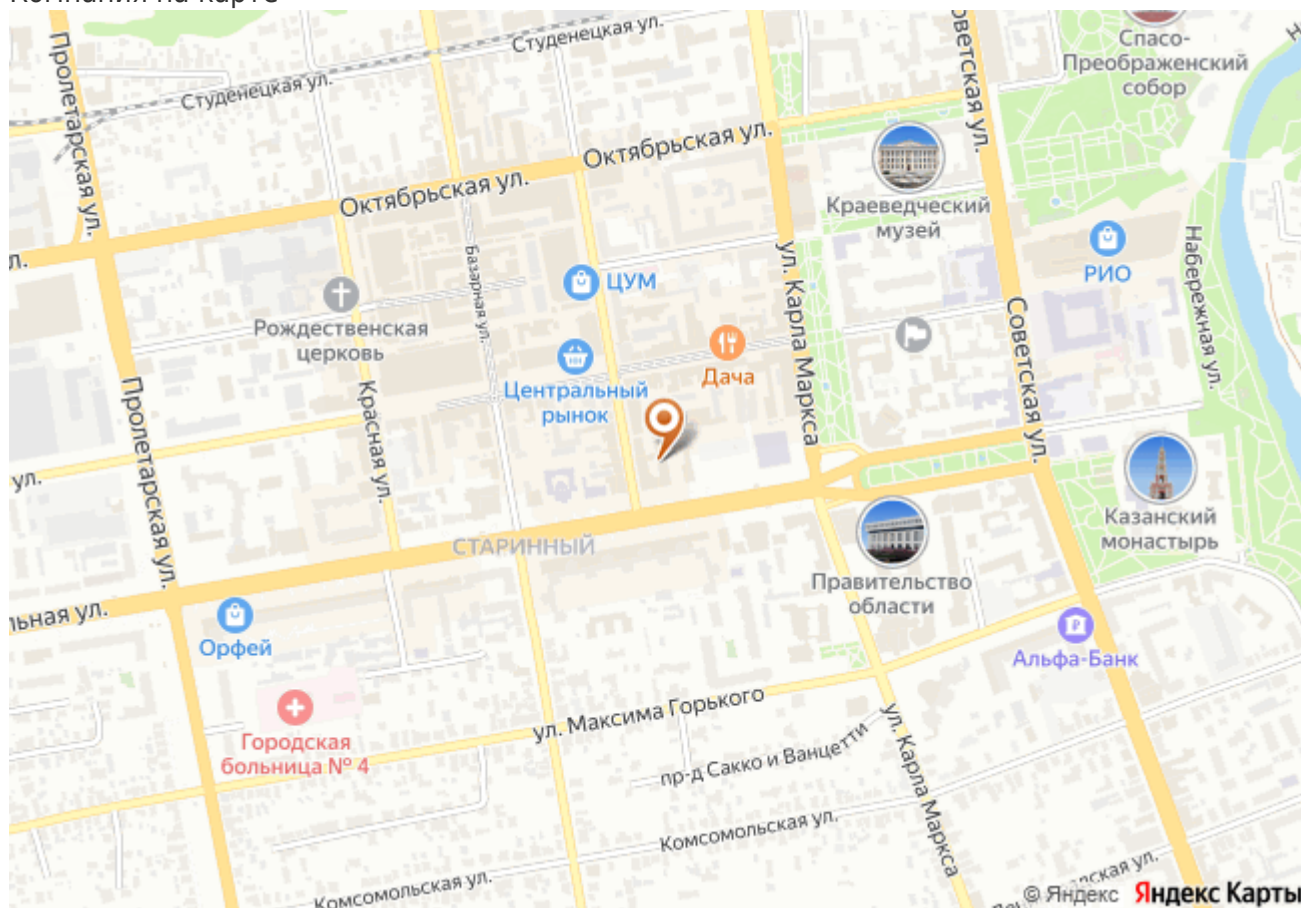 Компания на карте
Студенецкая ул.
Пролетарская ул.
Студенецкая ул.
Советская ул.
Спасо-
Преображенский
собор
Октябрьская ул.
Октябрьская ул.
Краеведческий
музей
ул. Карла Маркса
Базарная ул.
Набережная ул.
РИО
ЦУМ
Рождественская
церковь
Советская ул.
Центральный
рынок
Дача
Пролетарская ул.
Красная ул.
ул.
Казанский
монастырь
СТАРИННЫЙ
Правительство
области
льная ул.
Орфей
Альфа-Банк
ул. Максима Горького
ул. Карла Маркса
Городская
больница № 4
пр-д Сакко и Ванцетти
Комсомольская ул.
Комсомольская ул.
© Яндекс Яндекс Карты